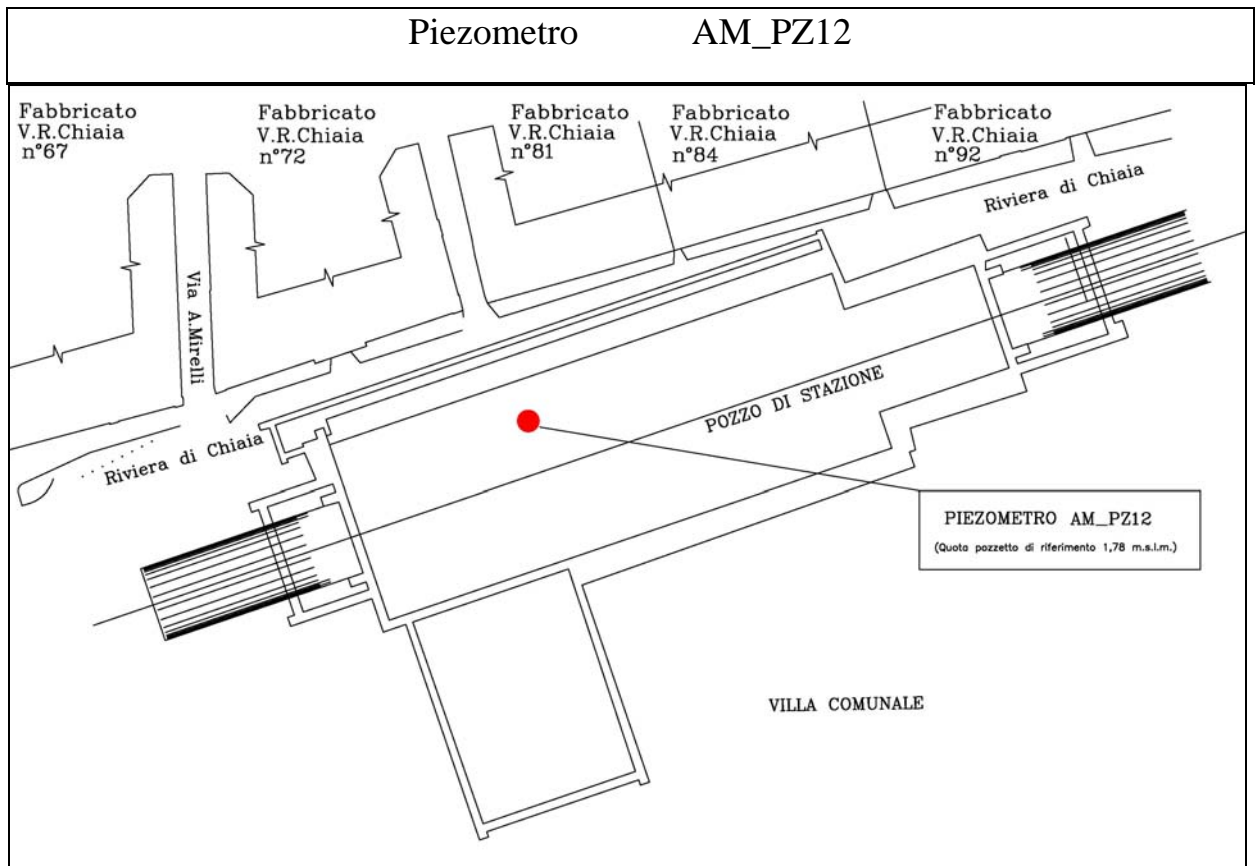 Piezometro AM_PZ12
Fabbricato
V.R.Chiaia
n°67
Fabbricato
V.R.Chiaia
n°72
Fabbricato
V.R.Chiaia
n°81
Fabbricato
V.R.Chiaia
n°84
Fabbricato
V.R.Chiaia
n°92
Riviera di Chiaia
Via A.Mirelli
POZZO DI STAZIONE
Riviera di Chiaia
PIEZOMETRO AM_PZ12
(Quota pozzetto di riferimento 1,78 m.s.l.m.)
VILLA COMUNALE